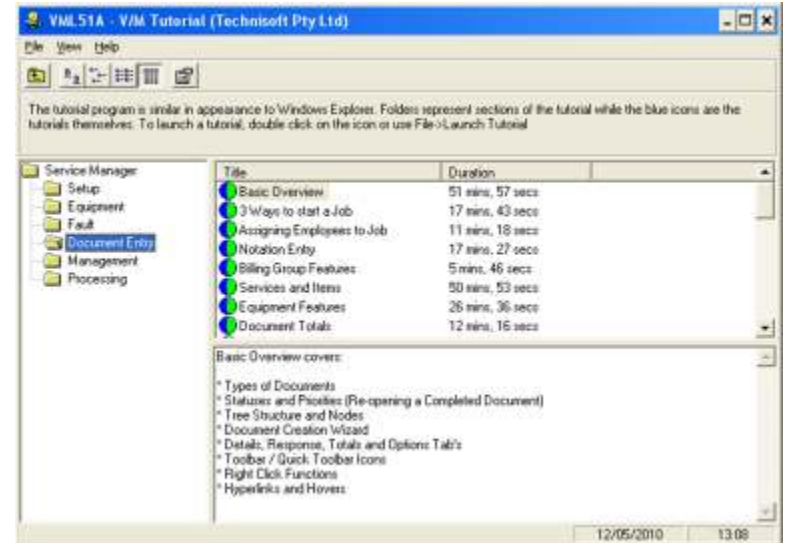 VML51A - V/M Tutorial (Technisoft Pty Ltd)
File View Help
The tutorial program is similar in appearance to Windows Explorer. Folders represent sections of the tutorial while the blue icons are the
tutorials themselves. To launch a tutorial, double click on the icon or use File->Launch Tutorial
Service Manager
Setup
Equipment
Fault
Document Entry
Management
Processing
Title Duration
Basic Overview 51 mins, 57 secs
3 Ways to start a Job 17 mins, 43 secs
Assigning Employees to Job 11 mins, 18 secs
Notation Entry 17 mins, 27 secs
Billing Group Features 5 mins, 46 secs
Services and Items 50 mins, 53 secs
Equipment Features 26 mins, 36 secs
Document Totals 12 mins, 16 secs
Basic Overview covers:
* Types of Documents
* Statuses and Priorities (Re-opening a Completed Document)
* Tree Structure and Nodes
* Document Creation Wizard
* Details, Response, Totals and Options Tab's
* Toolbar / Quick Toolbar Icons
* Right Click Functions
* Hyperlinks and Hovers
12/05/2010 13:08